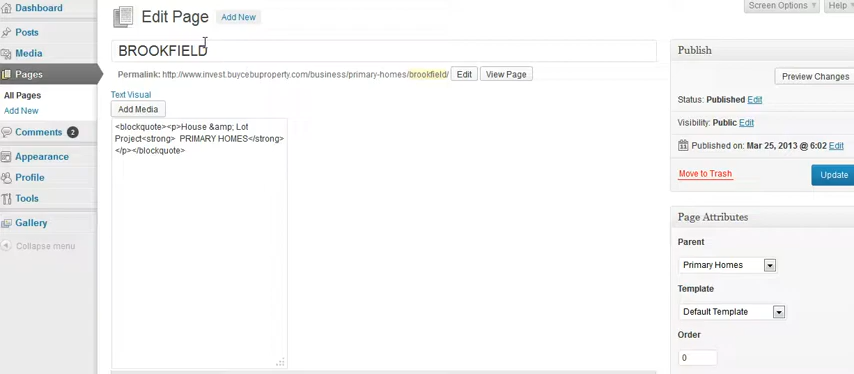 Dashboard
Posts
Media
Pages
All Pages
Add New
Comments 2
Appearance
Profile
Tools
Gallery
Collapse menu
Edit Page Add New
Screen Options Help
BROOKFIELD
Permalink: http://www.invest.buycebuproperty.com/business/primary-homes/brookfield/ Edit View Page
Text Visual
Add Media
<blockquote><p>House &amp; Lot
Project<strong> PRIMARY HOMES</strong>
</p></blockquote>
Publish
Preview Changes
Status: Published Edit
Visibility: Public Edit
Published on: Mar 25, 2013 @ 6:02 Edit
Move to Trash
Update
Page Attributes
Parent
Primary Homes
Template
Default Template
Order
0